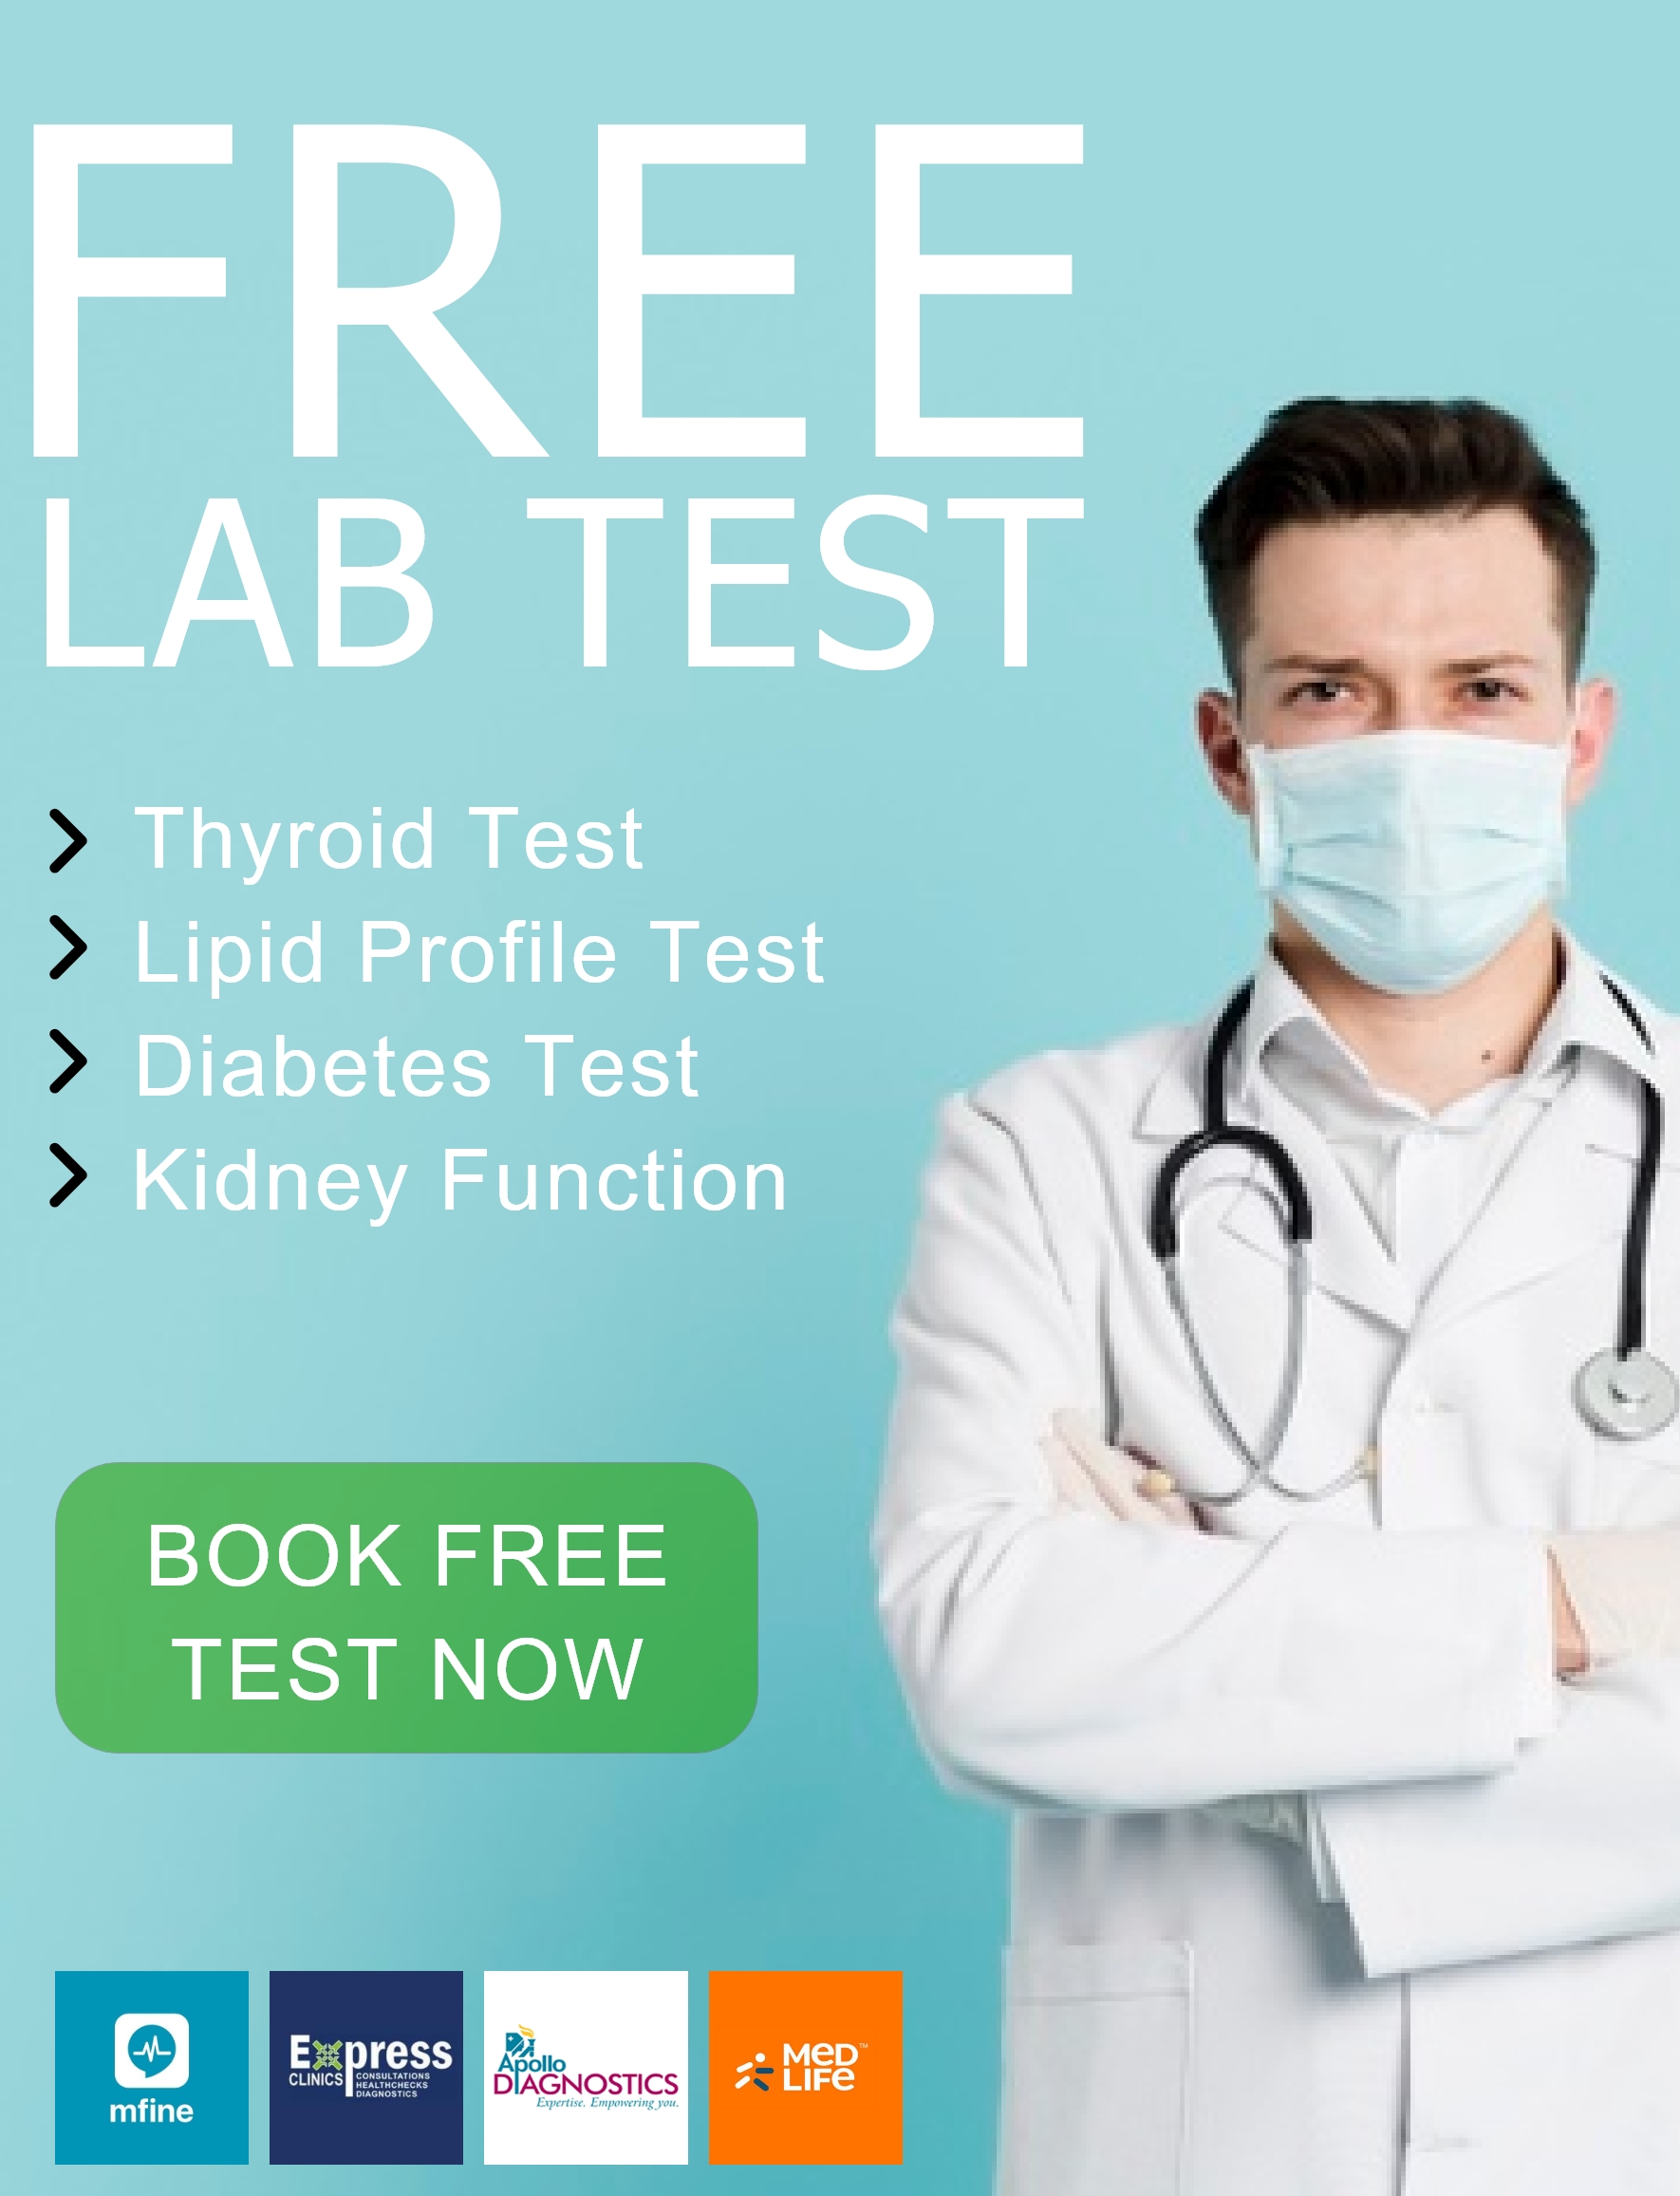 FREE
LAB TEST
Thyroid Test
Lipid Profile Test
Diabetes Test
Kidney Function
BOOK FREE
TEST NOW
mfine
Express
CLINICS
CONSULTATIONS
HEALTHCHECKS
DIAGNOSTICS
Apollo
DIAGNOSTICS
Expertise. Empowering you.
MeD
LiFe™